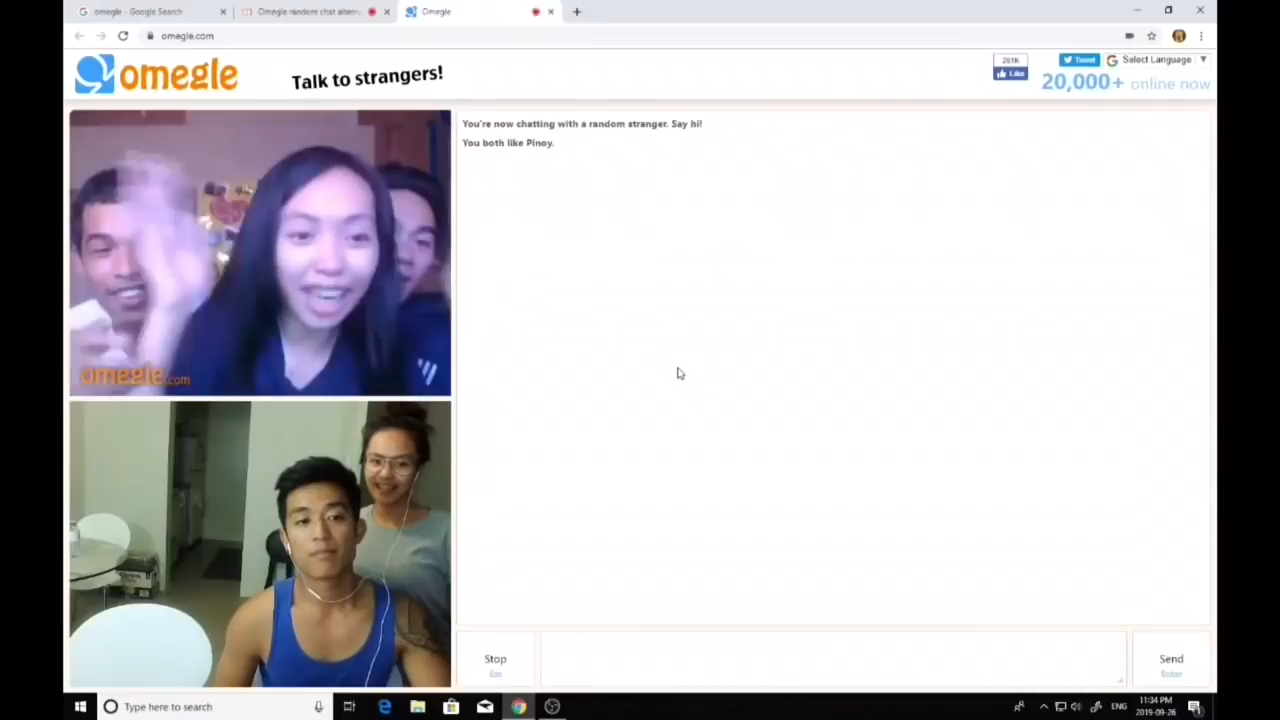 omegle - Google Search
Omegle random chat altern
Omegle
omegle.com
omegle
Talk to strangers!
261K
Like
Tweet
Select Language
20,000+ online now
You're now chatting with a random stranger. Say hi!
You both like Pinoy.
omegle.com
Stop
Esc
Send
Enter
Type here to search
ENG
11:34 PM
2019-09-26